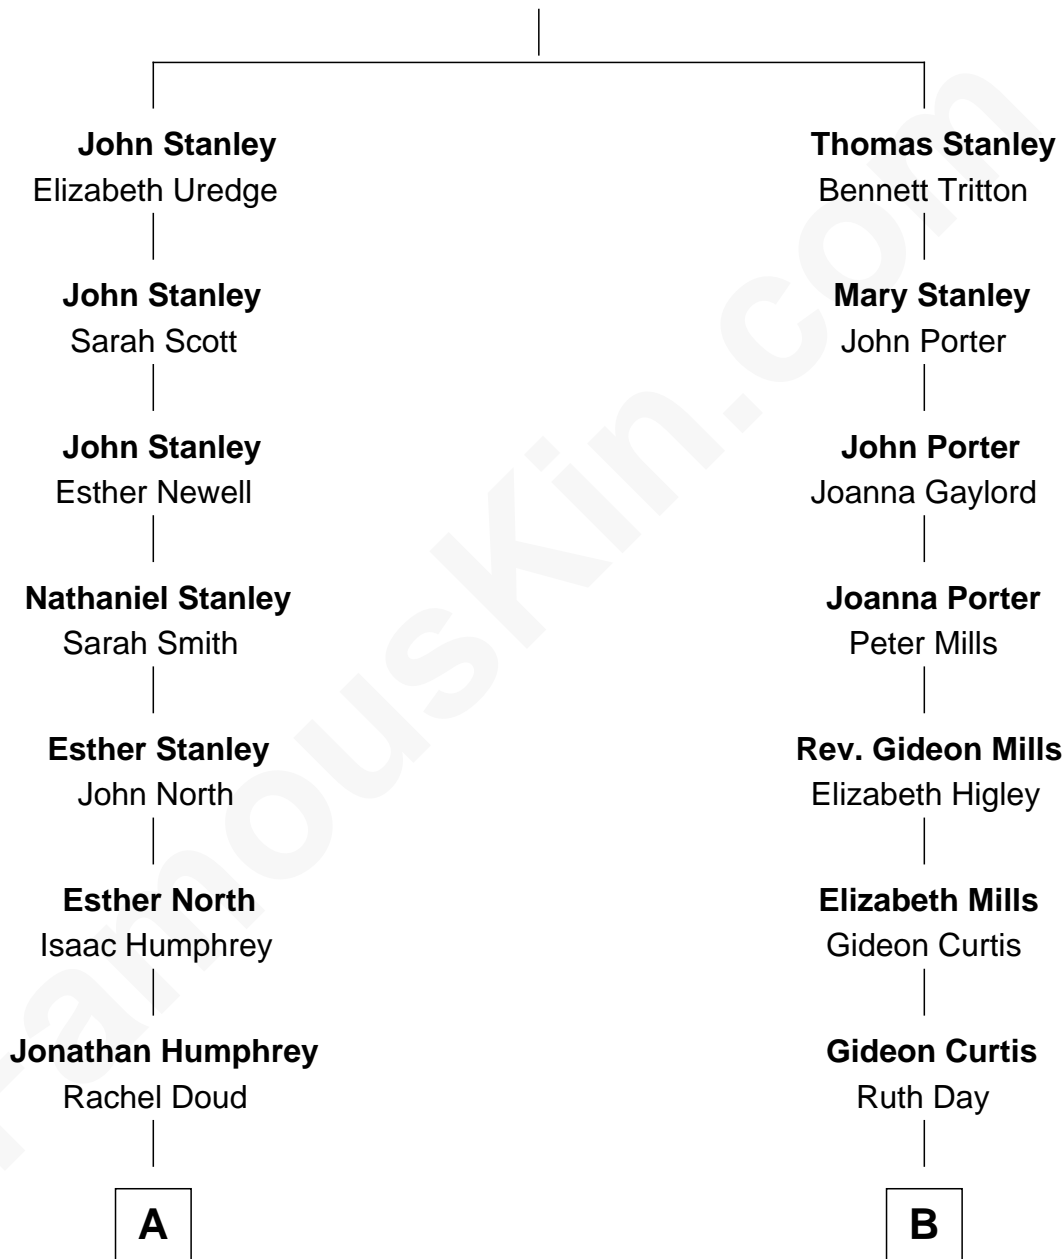 John Stanley
Elizabeth Uredge
John Stanley
Sarah Scott
John Stanley
Esther Newell
Nathaniel Stanley
Sarah Smith
Esther Stanley
John North
Esther North
Isaac Humphrey
Jonathan Humphrey
Rachel Doud
A
Thomas Stanley
Bennett Tritton
Mary Stanley
John Porter
John Porter
Joanna Gaylord
Joanna Porter
Peter Mills
Rev. Gideon Mills
Elizabeth Higley
Elizabeth Mills
Gideon Curtis
Gideon Curtis
Ruth Day
B
FamousKin.com